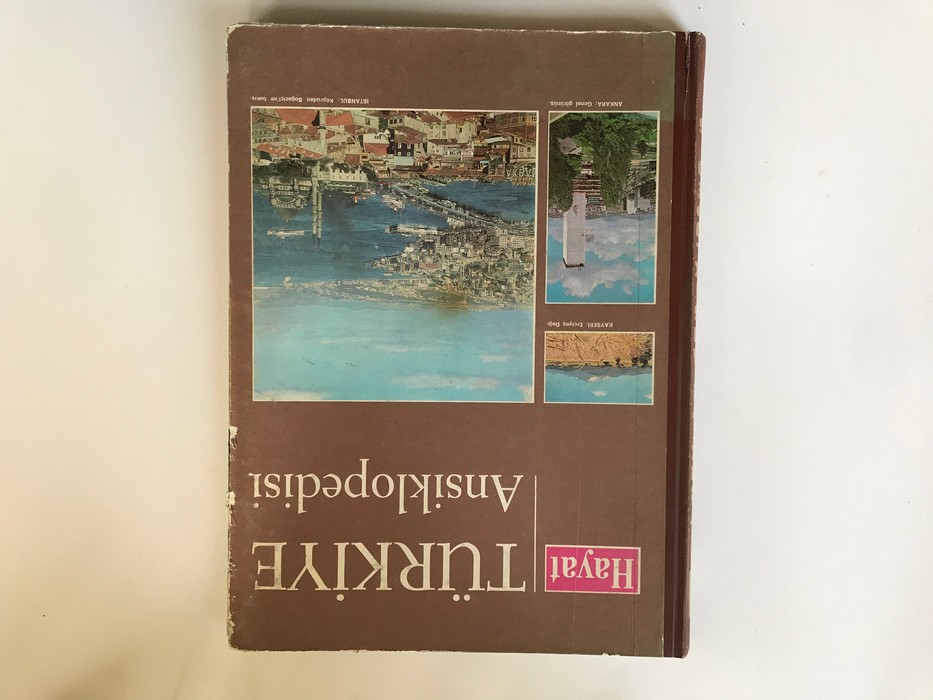 Hayat
TÜRKİYE
Ansiklopedisi
KAYSERİ: Erciyes Dağı.
ANKARA: Genel görünüş.
İSTANBUL: Köprüden Boğaziçi'ne bakış.